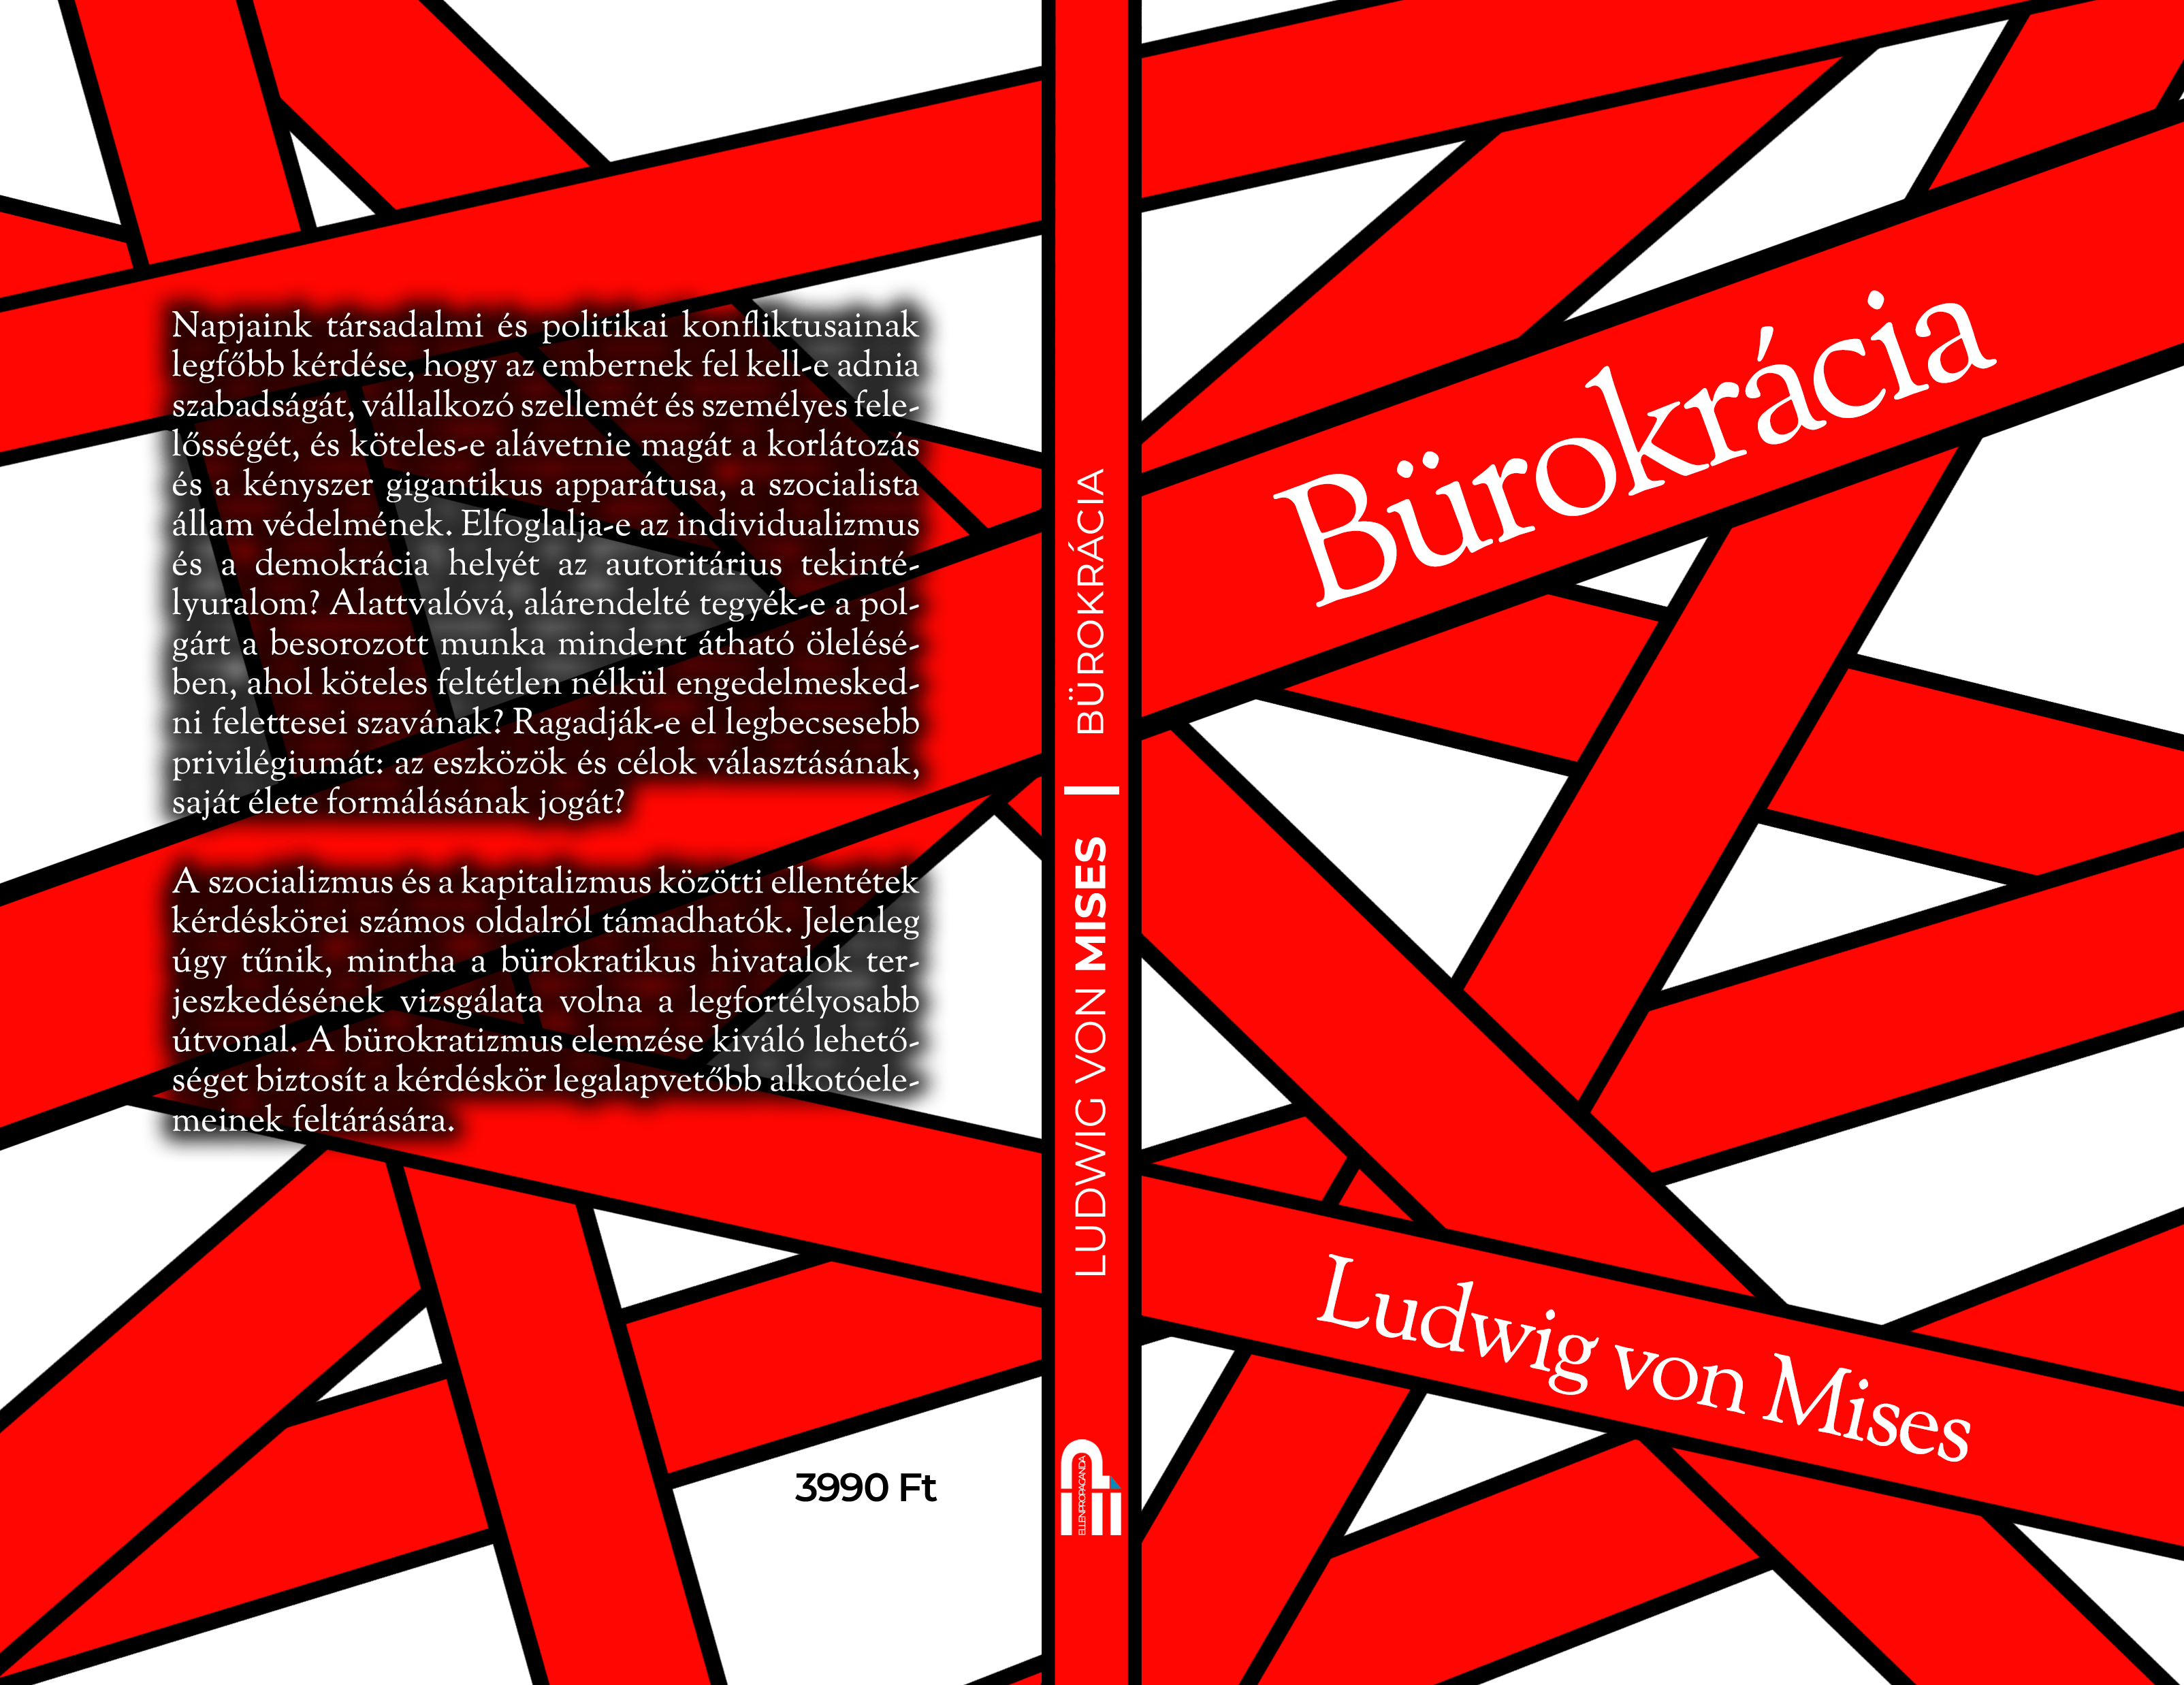 Napjaink társadalmi és politikai konfliktusainak
legfőbb kérdése, hogy az embernek fel kell-e adnia
szabadságát, vállalkozó szellemét és személyes fele-
lősségét, és köteles-e alávetnie magát a korlátozás
és a kényszer gigantikus apparátusa, a szocialista
állam védelmének. Elfoglalja-e az individualizmus
és a demokrácia helyét az autoritárius tekinté-
lyuralom? Alattvalóvá, alárendelté tegyék-e a pol-
gárt a besorozott munka mindent átható ölelésé-
ben, ahol köteles feltétlen nélkül engedelmesked-
ni felettesei szavának? Ragadják-e el legbecsesebb
privilégiumát: az eszközök és célok választásának,
saját élete formálásának jogát?
A szocializmus és a kapitalizmus közötti ellentétek
kérdéskörei számos oldalról támadhatók. Jelenleg
úgy tűnik, mintha a bürokratikus hivatalok ter-
jeszkedésének vizsgálata volna a legfortélyosabb
útvonal. A bürokratizmus elemzése kiváló lehető-
séget biztosít a kérdéskör legalapvetőbb alkotóele-
meinek feltárására.
3990 Ft
LUDWIG VON MISES | BÜROKRÁCIA
ELLENPROPAGANDA
Bürokrácia
Ludwig von Mises